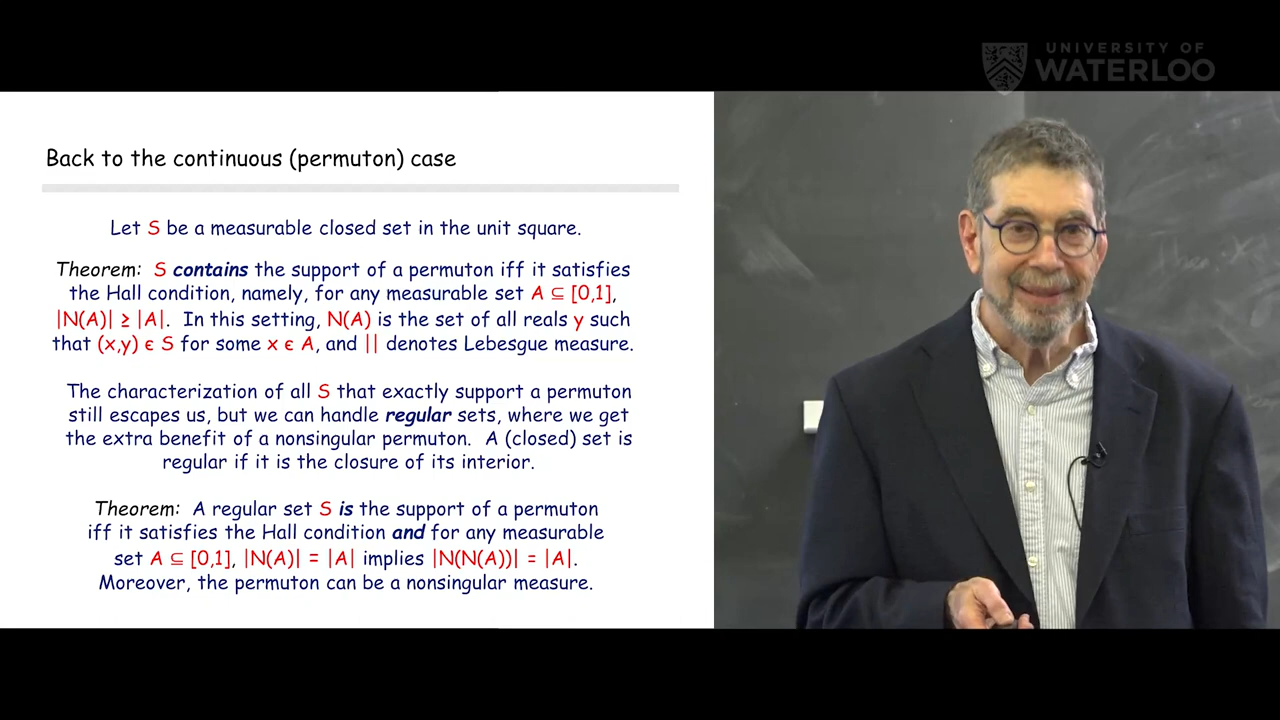 UNIVERSITY OF
WATERLOO
Back to the continuous (permuton) case
Let S be a measurable closed set in the unit square.
Theorem: S contains the support of a permuton iff it satisfies
the Hall condition, namely, for any measurable set A ⊆ [0,1],
|N(A)| ≥ |A|. In this setting, N(A) is the set of all reals y such
that (x,y) ϵ S for some x ϵ A, and || denotes Lebesgue measure.
The characterization of all S that exactly support a permuton
still escapes us, but we can handle regular sets, where we get
the extra benefit of a nonsingular permuton. A (closed) set is
regular if it is the closure of its interior.
Theorem: A regular set S is the support of a permuton
iff it satisfies the Hall condition and for any measurable
set A ⊆ [0,1], |N(A)| = |A| implies |N(N(A))| = |A|.
Moreover, the permuton can be a nonsingular measure.